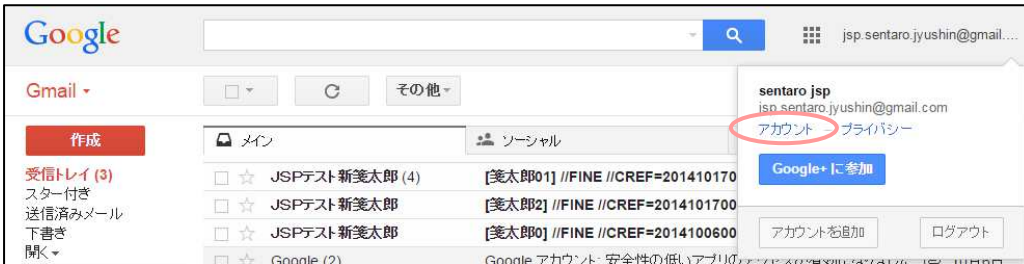 Google
jsp.sentaro.jyushin@gmail....
Gmail
その他
sentaro jsp
jsp.sentaro.jyushin@gmail.com
アカウント – プライバシー
Google+ に参加
アカウントを追加
ログアウト
作成
受信トレイ (3)
スター付き
送信済みメール
下書き
開く
メイン
ソーシャル
JSPテスト新箋太郎 (4)
[箋太郎01] //FINE //CREF=201410170
JSPテスト新箋太郎
[箋太郎2] //FINE //CREF=2014101700
JSPテスト新箋太郎
[箋太郎0] //FINE //CREF=2014100600
Google (2)
Google アカウント: 安全性の低いアプリの